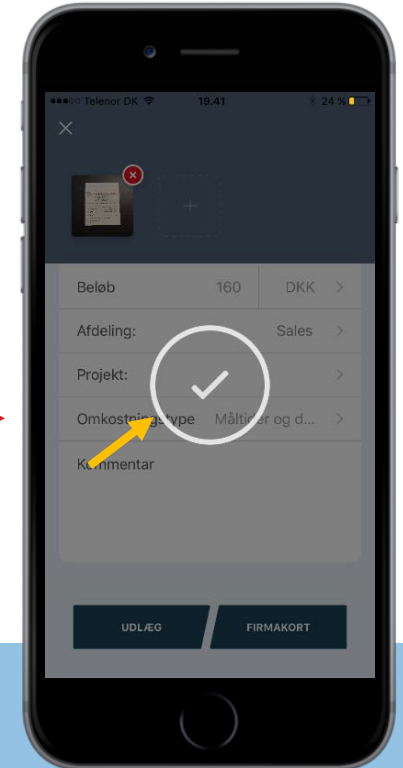 Telenor DK 19.41 24 %
Beløb 160 DKK
Afdeling: Sales
Projekt:
Omkostningstype Måltider og d...
Kommentar
UDLÆG FIRMAKORT